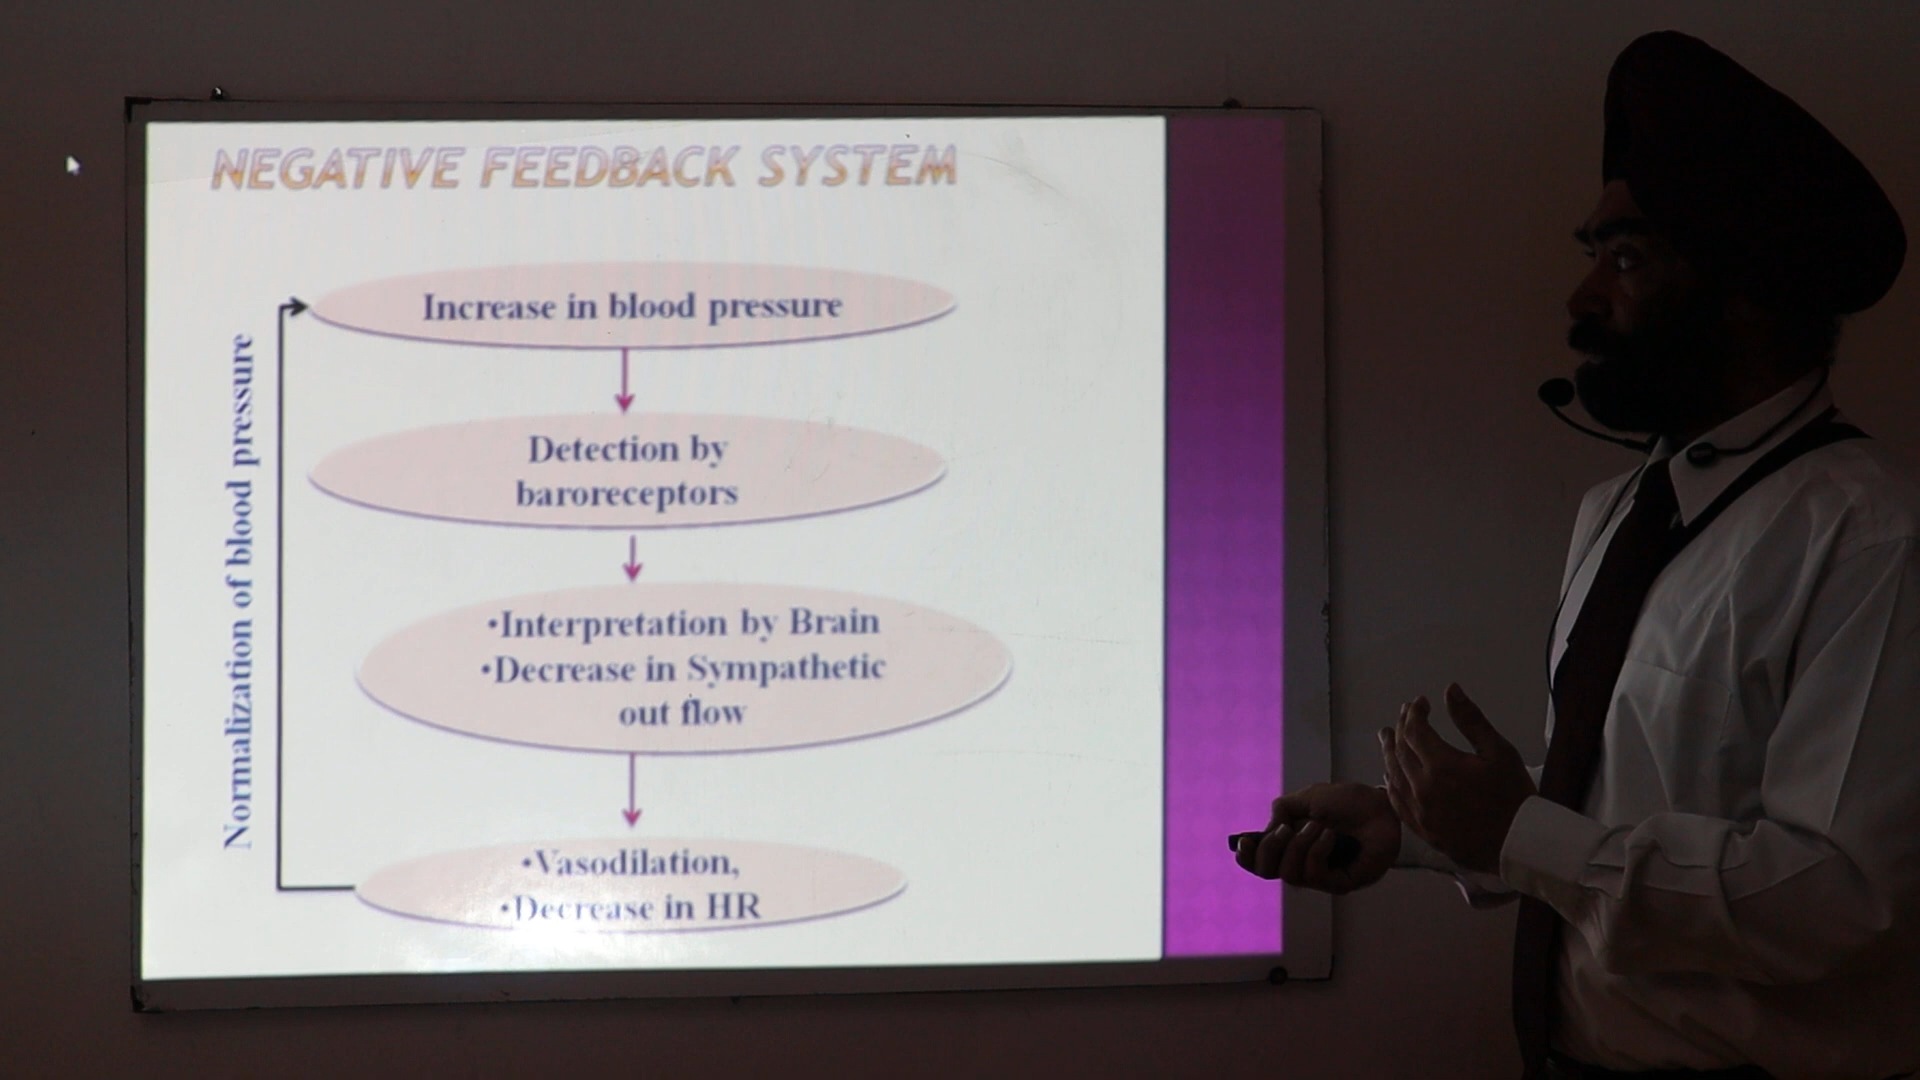 NEGATIVE FEEDBACK SYSTEM
Increase in blood pressure
Detection by
baroreceptors
•Interpretation by Brain
•Decrease in Sympathetic
out flow
•Vasodilation,
•Decrease in HR
Normalization of blood pressure